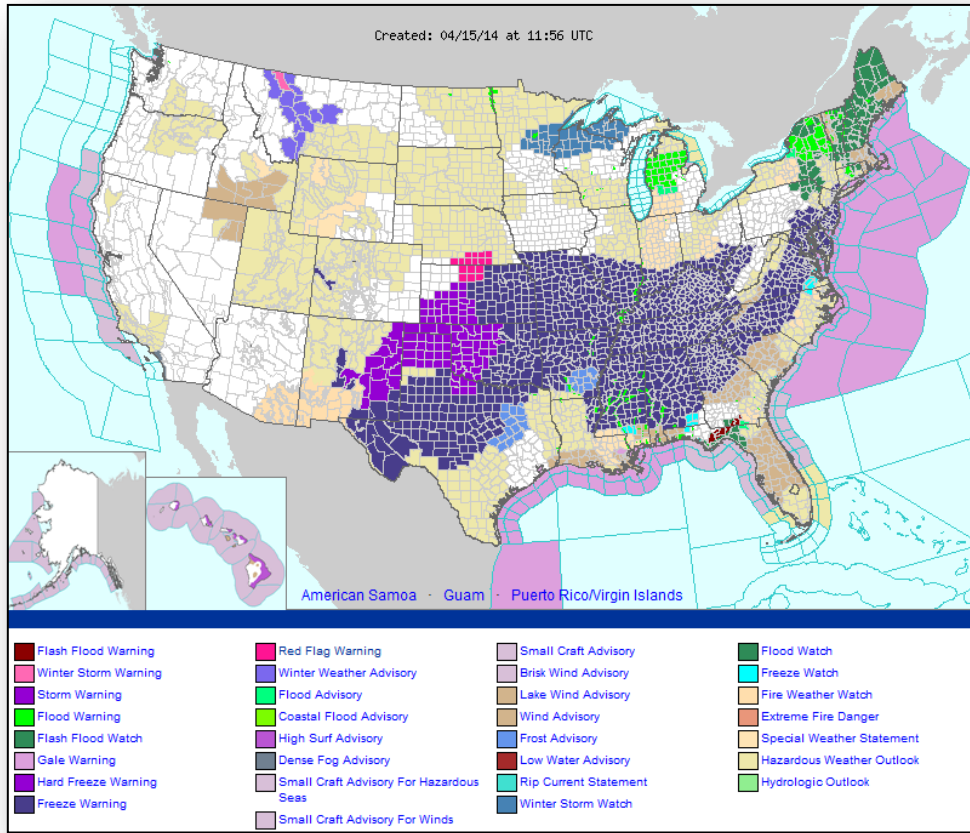 Created: 04/15/14 at 11:56 UTC
American Samoa - Guam - Puerto Rico/Virgin Islands
Flash Flood Warning
Winter Storm Warning
Storm Warning
Flood Warning
Flash Flood Watch
Gale Warning
Hard Freeze Warning
Freeze Warning
Red Flag Warning
Winter Weather Advisory
Flood Advisory
Coastal Flood Advisory
High Surf Advisory
Dense Fog Advisory
Small Craft Advisory For Hazardous
Seas
Small Craft Advisory For Winds
Small Craft Advisory
Brisk Wind Advisory
Lake Wind Advisory
Wind Advisory
Frost Advisory
Low Water Advisory
Rip Current Statement
Winter Storm Watch
Flood Watch
Freeze Watch
Fire Weather Watch
Extreme Fire Danger
Special Weather Statement
Hazardous Weather Outlook
Hydrologic Outlook